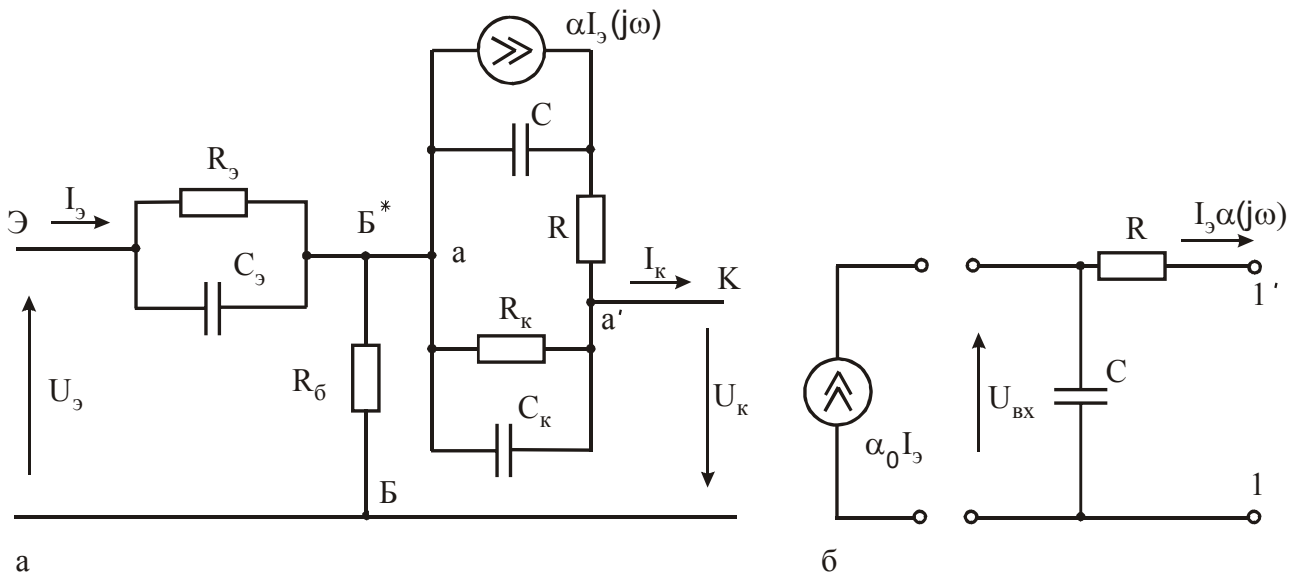 αIэ(jω)
C
Rэ
Iэ
Э
Б*
а
R
Cэ
Iк
K
а'
Rк
Rб
Uэ
Cк
Uк
Б
а
Iэα(jω)
R
1'
C
Uвх
α0Iэ
1
б